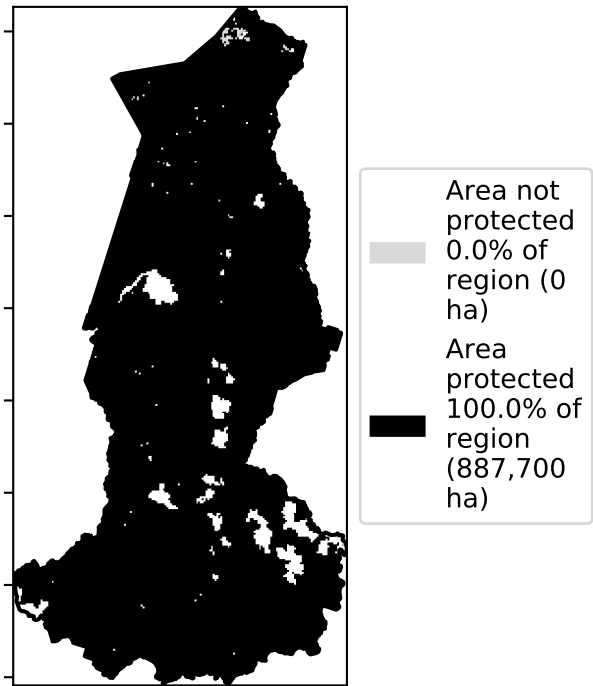 Area not
protected
0.0% of
region (0
ha)
Area
protected
100.0% of
region
(887,700
ha)